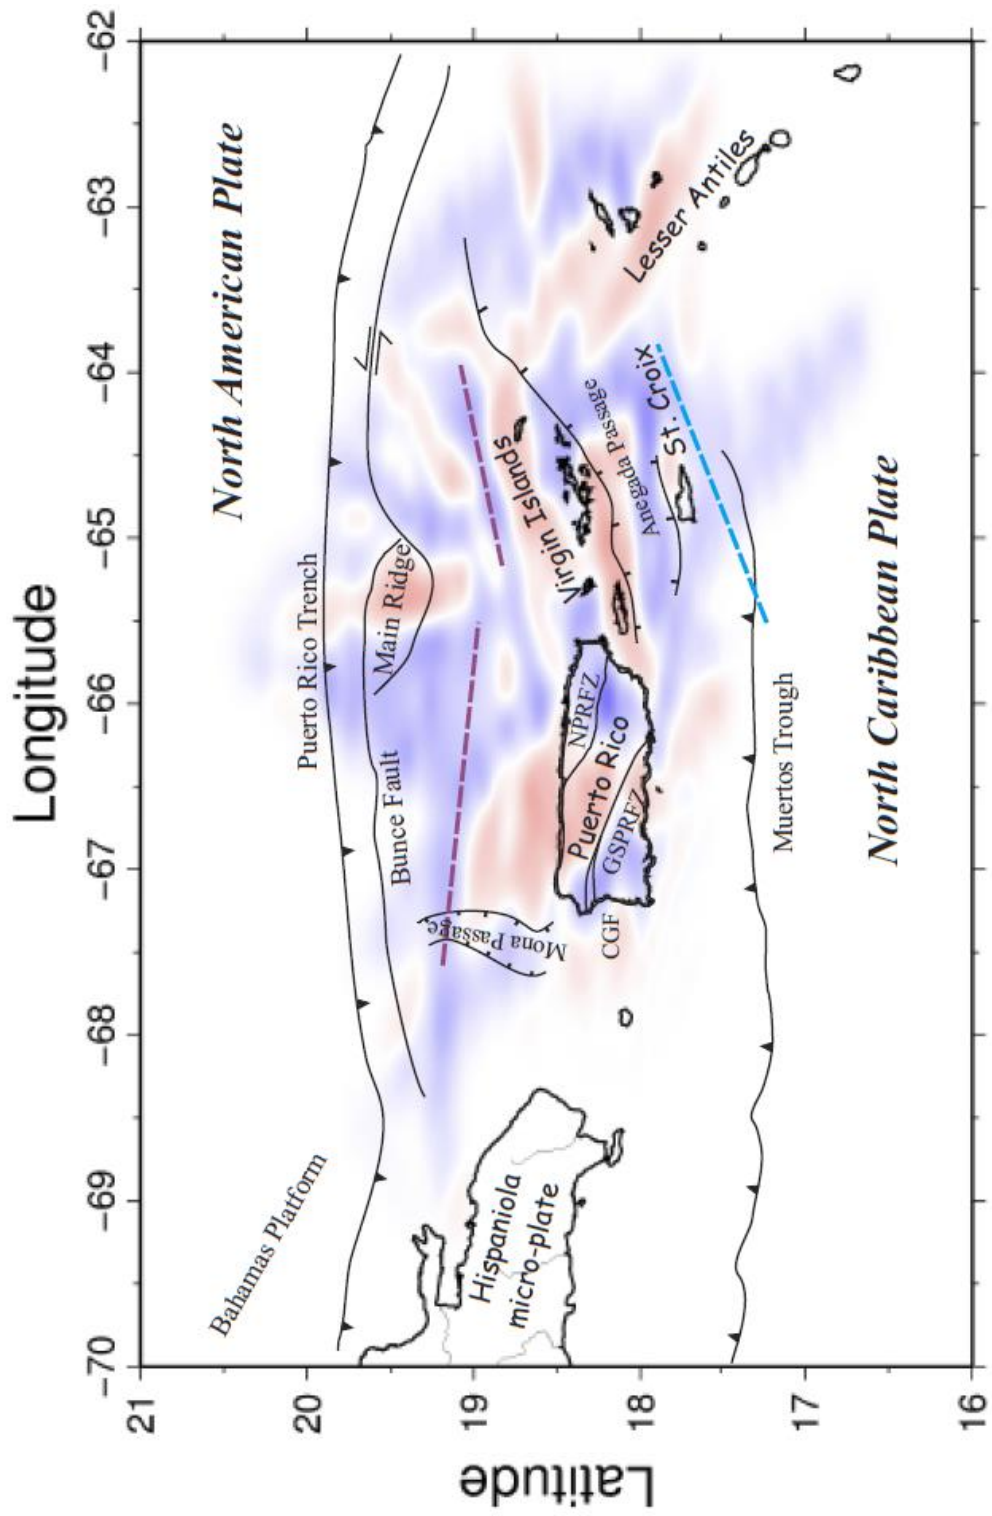 Longitude
−70
−69
−68
−67
−66
−65
−64
−63
−62
21
20
19
18
17
16
Latitude
Bahamas Platform
North American Plate
Puerto Rico Trench
Main Ridge
Bunce Fault
Mona Passage
Hispaniola
micro-plate
Virgin Islands
Lesser Antilles
Anegada Passage
St. Croix
NPRFZ
Puerto Rico
GSPRFZ
CGF
Muertos Trough
North Caribbean Plate